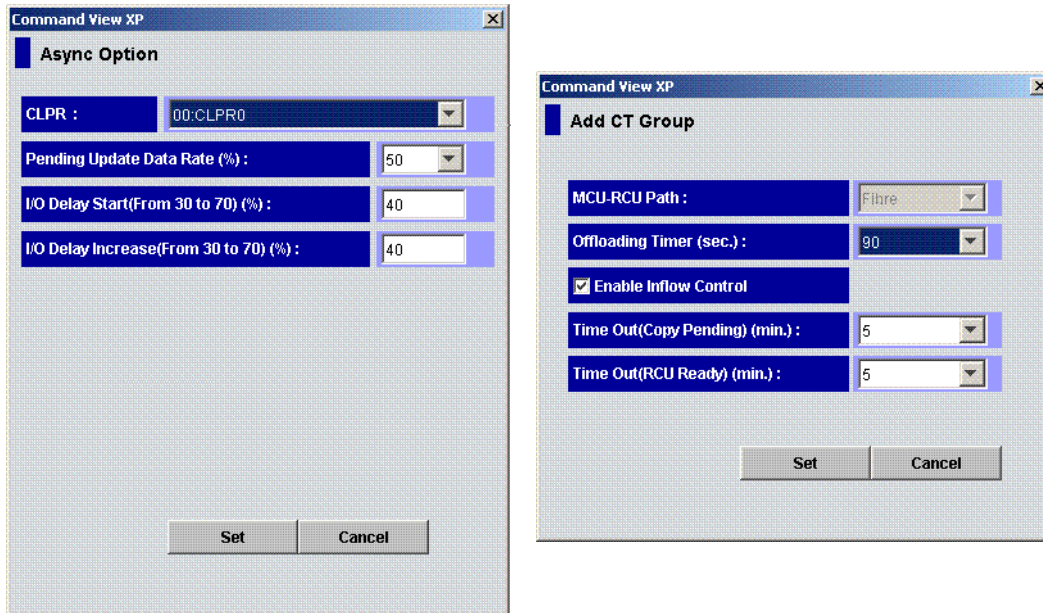 Command View XP
Async Option
CLPR : 00:CLPR0
Pending Update Data Rate (%) : 50
I/O Delay Start(From 30 to 70) (%) : 40
I/O Delay Increase(From 30 to 70) (%) : 40
Set Cancel
Command View XP
Add CT Group
MCU-RCU Path : Fibre
Offloading Timer (sec.) : 90
Enable Inflow Control
Time Out(Copy Pending) (min.) : 5
Time Out(RCU Ready) (min.) : 5
Set Cancel